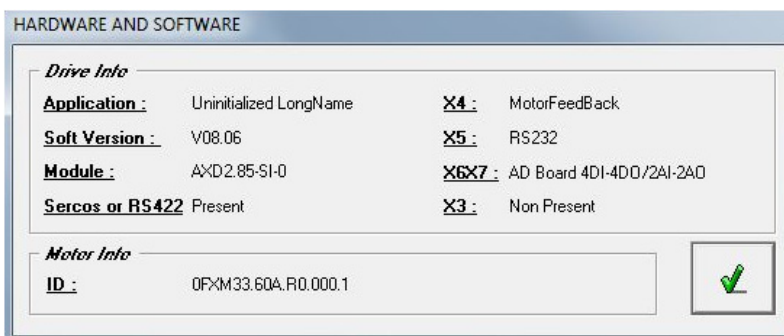 HARDWARE AND SOFTWARE
Drive Info
Application : Uninitialized LongName X4 : MotorFeedBack
Soft Version : V08.06 X5 : RS232
Module : AXD2.85-SI-0 X6X7 : AD Board 4DI-4DO/2AI-2AO
Sercos or RS422 Present X3 : Non Present
Motor Info
ID : 0FXM33.60A.R0.000.1